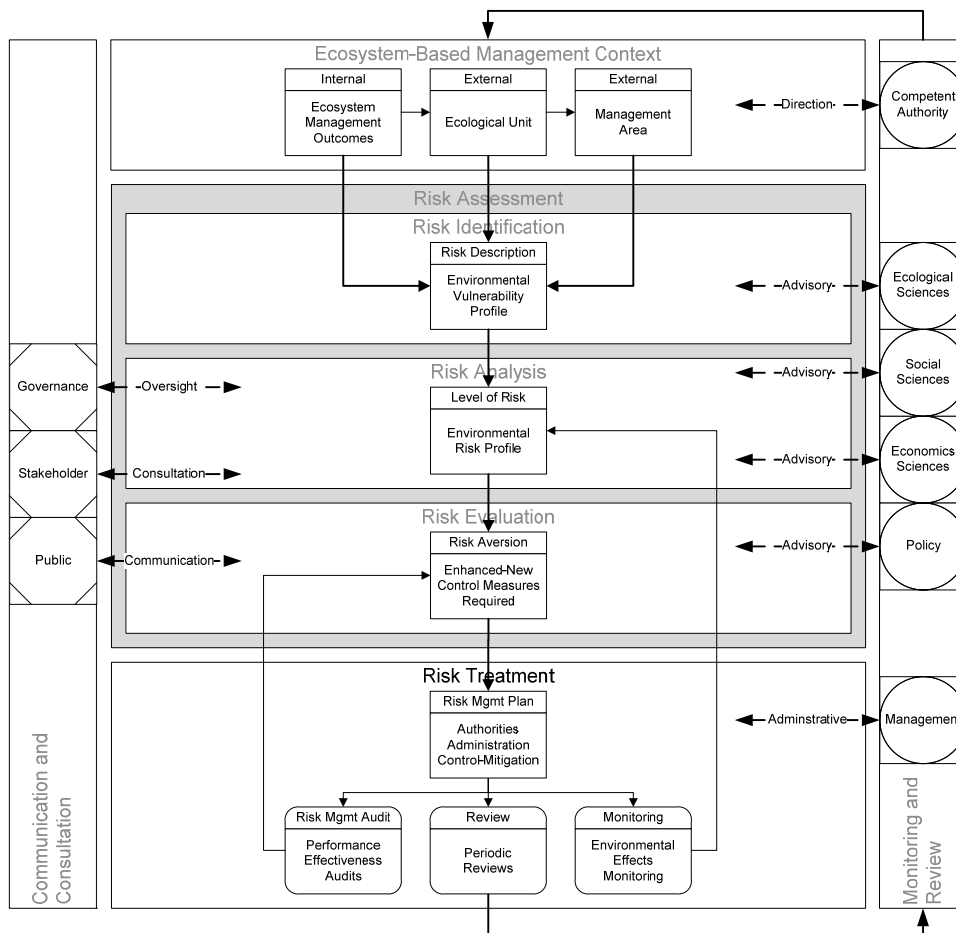 Ecosystem-Based Management Context
Internal
Ecosystem
Management
Outcomes
External
Ecological Unit
External
Management
Area
Direction
Competent
Authority
Risk Assessment
Risk Identification
Risk Description
Environmental
Vulnerability
Profile
Advisory
Ecological
Sciences
Risk Analysis
Level of Risk
Environmental
Risk Profile
Governance
Oversight
Stakeholder
Consultation
Advisory
Social
Sciences
Advisory
Economics
Sciences
Risk Evaluation
Risk Aversion
Enhanced-New
Control Measures
Required
Public
Communication
Advisory
Policy
Risk Treatment
Risk Mgmt Plan
Authorities
Administration
Control-Mitigation
Adminstrative
Management
Risk Mgmt Audit
Performance
Effectiveness
Audits
Review
Periodic
Reviews
Monitoring
Environmental
Effects
Monitoring
Communication and
Consultation
Monitoring and
Review